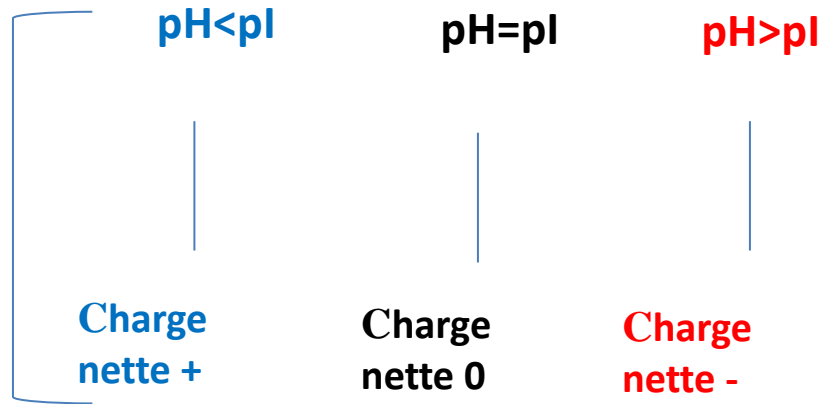 pH<pI
pH=pI
pH>pI
Charge
nette +
Charge
nette 0
Charge
nette -